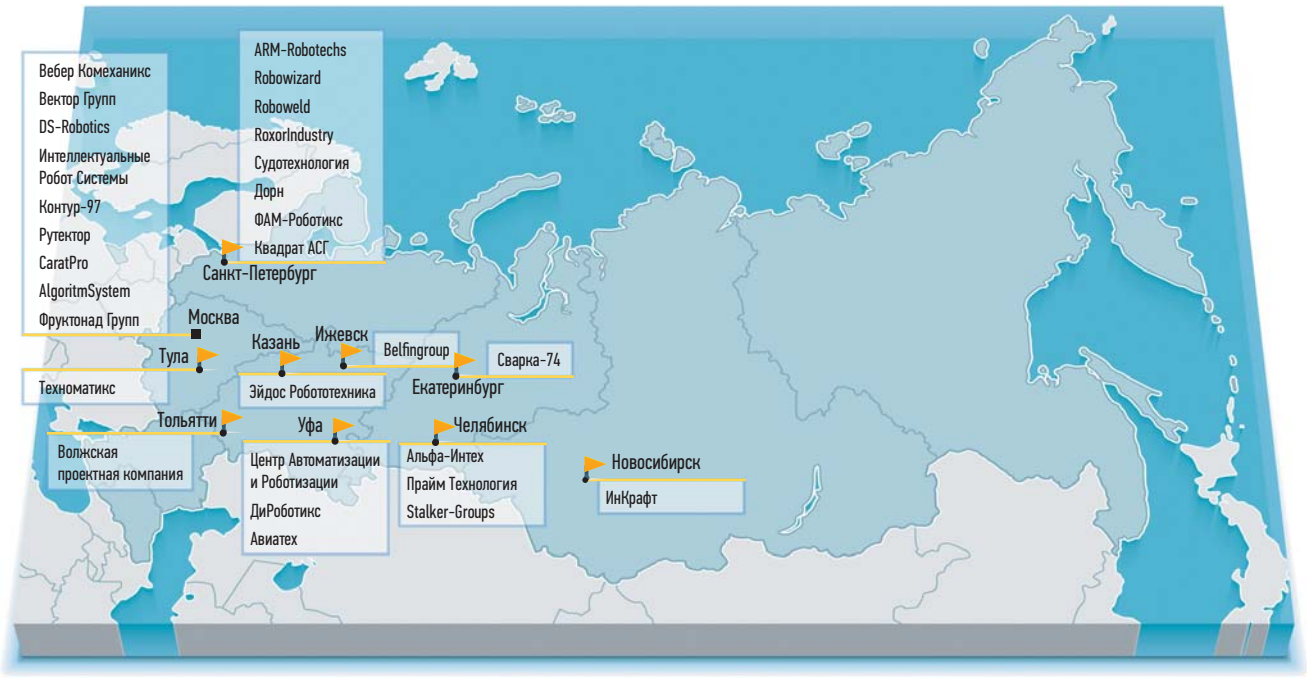 Вебер Комеханикс
Вектор Групп
DS-Robotics
Интеллектуальные
Робот Системы
Контур-97
Рутектор
CaratPro
AlgoritmSystem
Фруктонад Групп
Москва
ARM-Robotechs
Robowizard
Roboweld
RoxorIndustry
Судотехнология
Дорн
ФАМ-Роботикс
Квадрат АСГ
Санкт-Петербург
Тула
Техноматикс
Казань
Эйдос Робототехника
Ижевск
Belfingroup
Екатеринбург
Сварка-74
Тольятти
Волжская
проектная компания
Уфа
Центр Автоматизации
и Роботизации
ДиРоботикс
Авиатех
Челябинск
Альфа-Интех
Прайм Технология
Stalker-Groups
Новосибирск
ИнКрафт